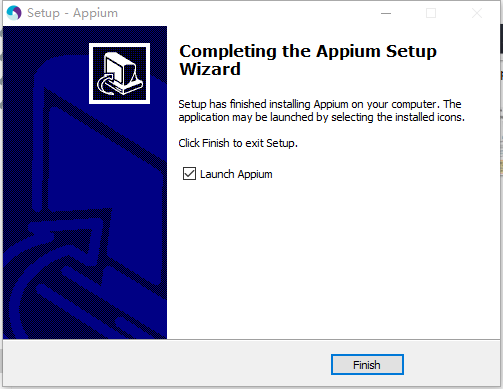 Setup - Appium
Completing the Appium Setup
Wizard
Setup has finished installing Appium on your computer. The
application may be launched by selecting the installed icons.
Click Finish to exit Setup.
Launch Appium
Finish